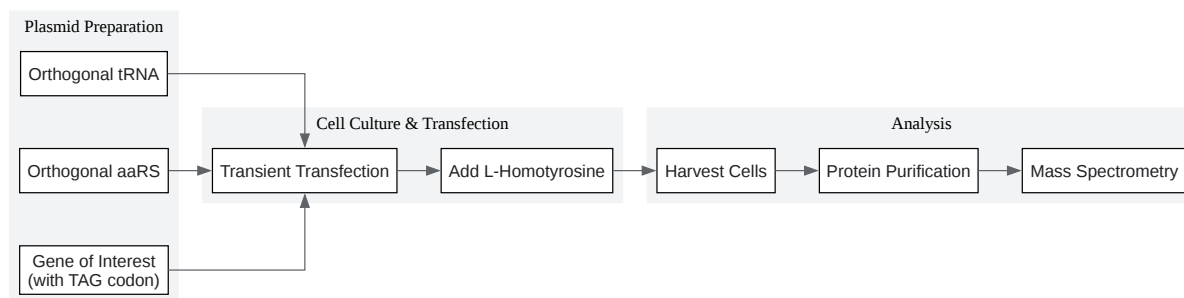 Plasmid Preparation
Orthogonal tRNA
Cell Culture & Transfection
Analysis
Orthogonal aaRS
Transient Transfection
Add L-Homotyrosine
Harvest Cells
Protein Purification
Mass Spectrometry
Gene of Interest
(with TAG codon)